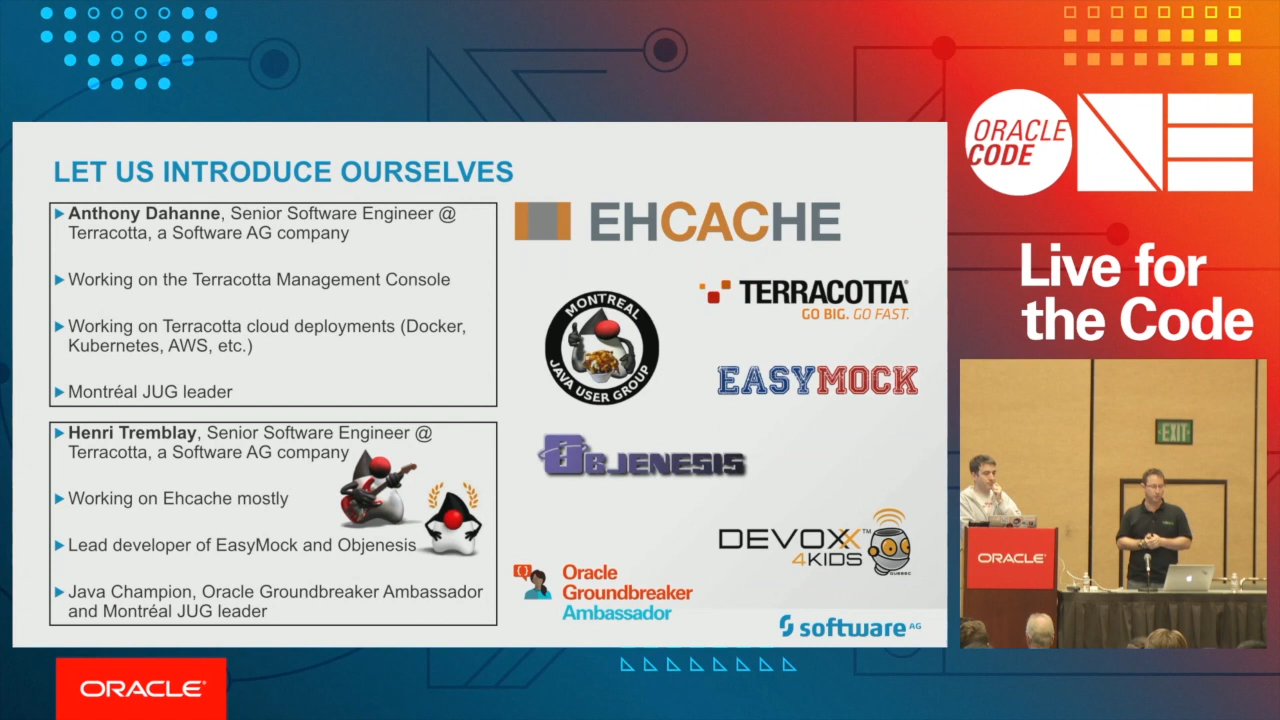 LET US INTRODUCE OURSELVES
Anthony Dahanne, Senior Software Engineer @
Terracotta, a Software AG company
Working on the Terracotta Management Console
Working on Terracotta cloud deployments (Docker,
Kubernetes, AWS, etc.)
Montréal JUG leader
Henri Tremblay, Senior Software Engineer @
Terracotta, a Software AG company
Working on Ehcache mostly
Lead developer of EasyMock and Objenesis
Java Champion, Oracle Groundbreaker Ambassador
and Montréal JUG leader
EHCACHE
TERRACOTTA
GO BIG. GO FAST.
MONTREAL
JAVA USER GROUP
EASYMOCK
OBJENESIS
DEVOXX™
4KIDS
QUEBEC
Oracle
Groundbreaker
Ambassador
software AG
ORACLE
CODE
ONE
Live for
the Code
EXIT
ORACLE
ORACLE